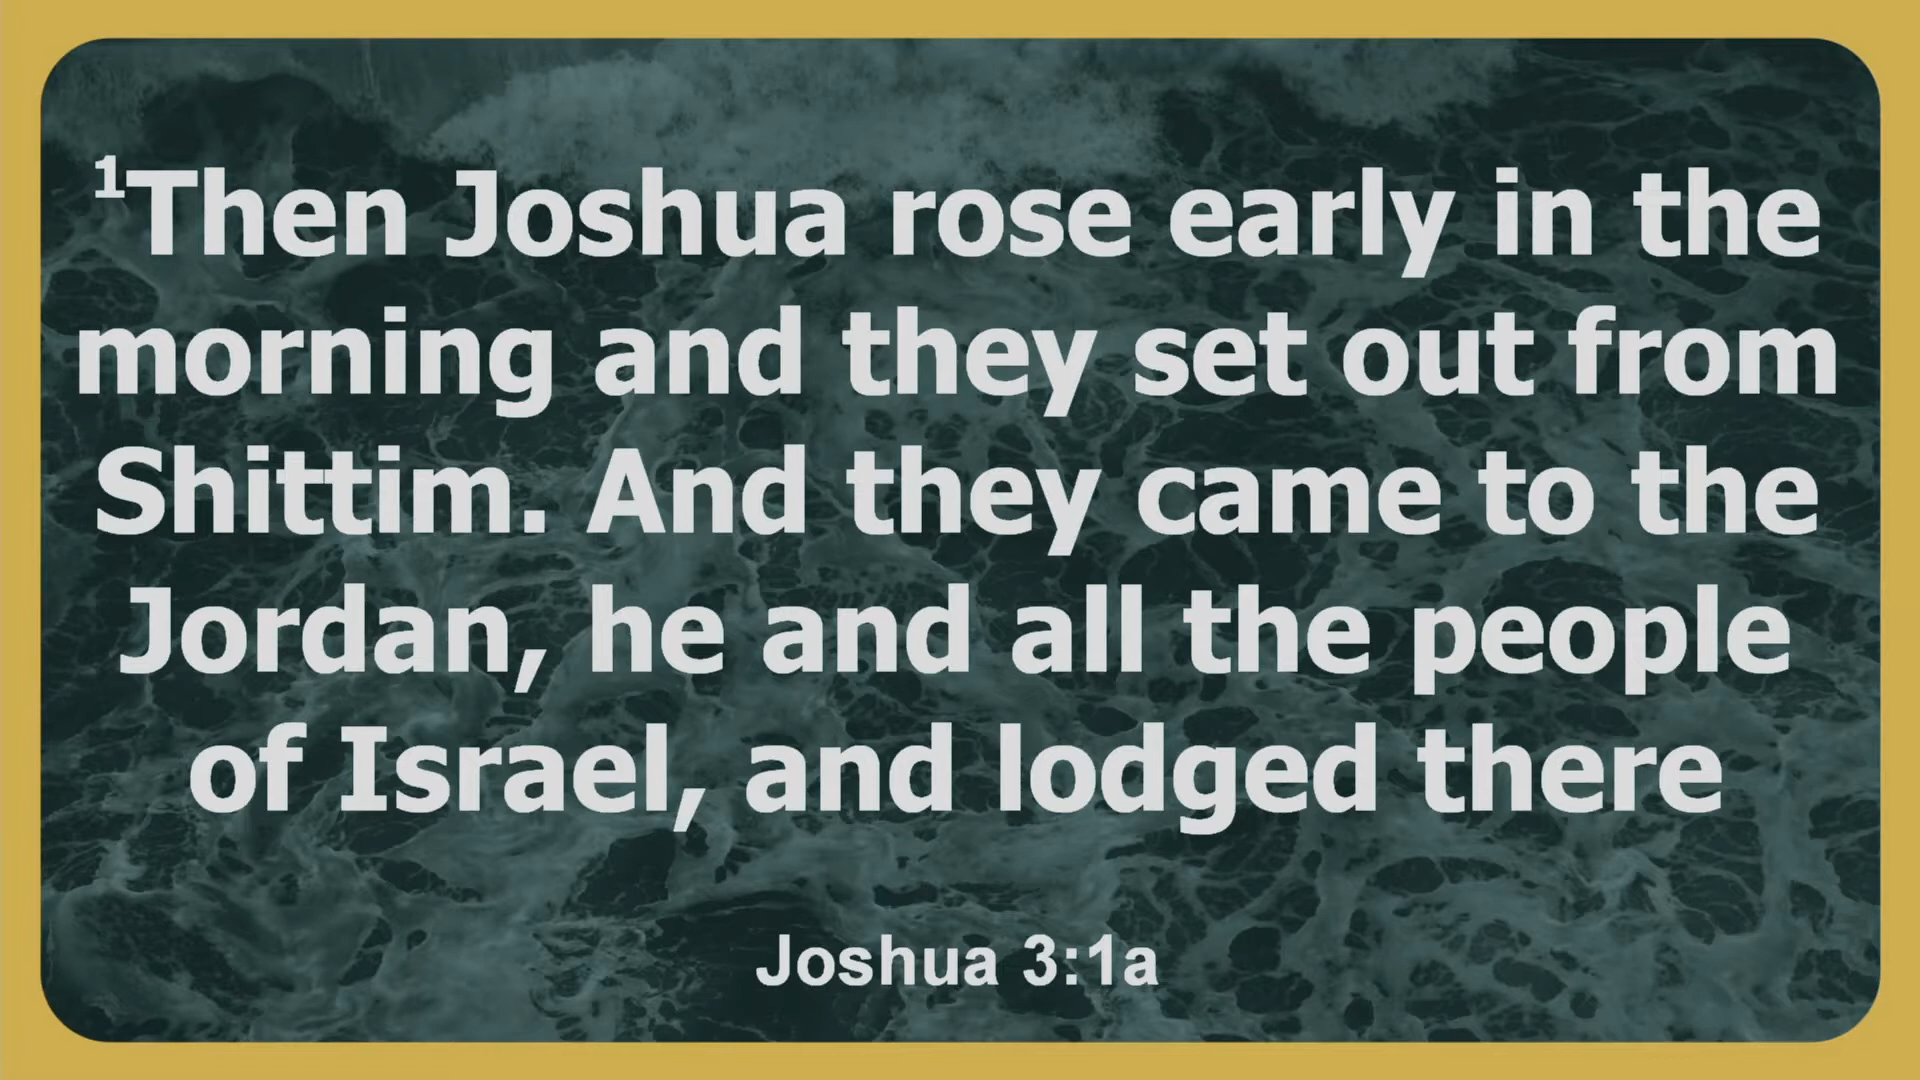 ¹Then Joshua rose early in the
morning and they set out from
Shittim. And they came to the
Jordan, he and all the people
of Israel, and lodged there
Joshua 3:1a